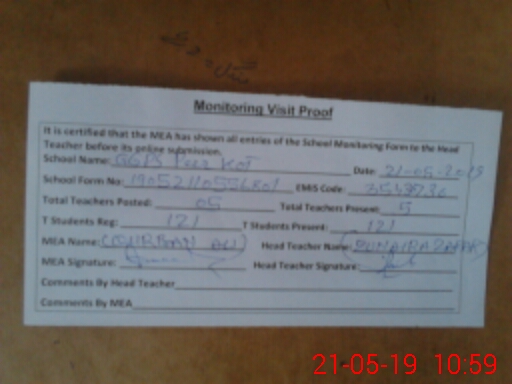 Monitoring Visit Proof
It is certified that the MEA has shown all entries of the School Monitoring Form to the Head
Teacher before its online submission.
School Name: GGPS Peer Kot Date: 21-05-2019
School Form No: EMIS Code:
Total Teachers Posted: 05 Total Teachers Present: 5
T Students Reg: 121 T Students Present: 121
MEA Name: (QURBAN ALI) Head Teacher Name:
MEA Signature: Head Teacher Signature:
Comments By Head Teacher
Comments By MEA
21-05-19 10:59